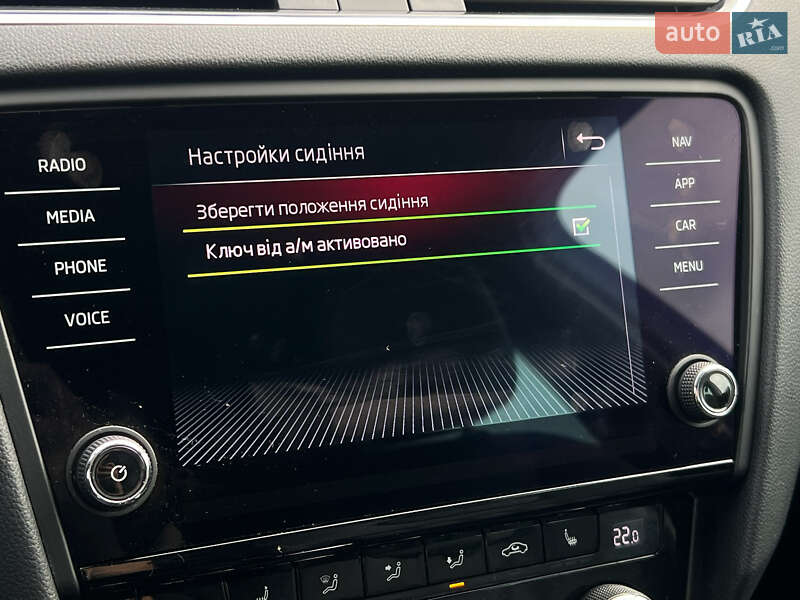 auto RIA .com
Настройки сидіння
Зберегти положення сидіння
Ключ від а/м активовано
RADIO
MEDIA
PHONE
VOICE
NAV
APP
CAR
MENU
22.0